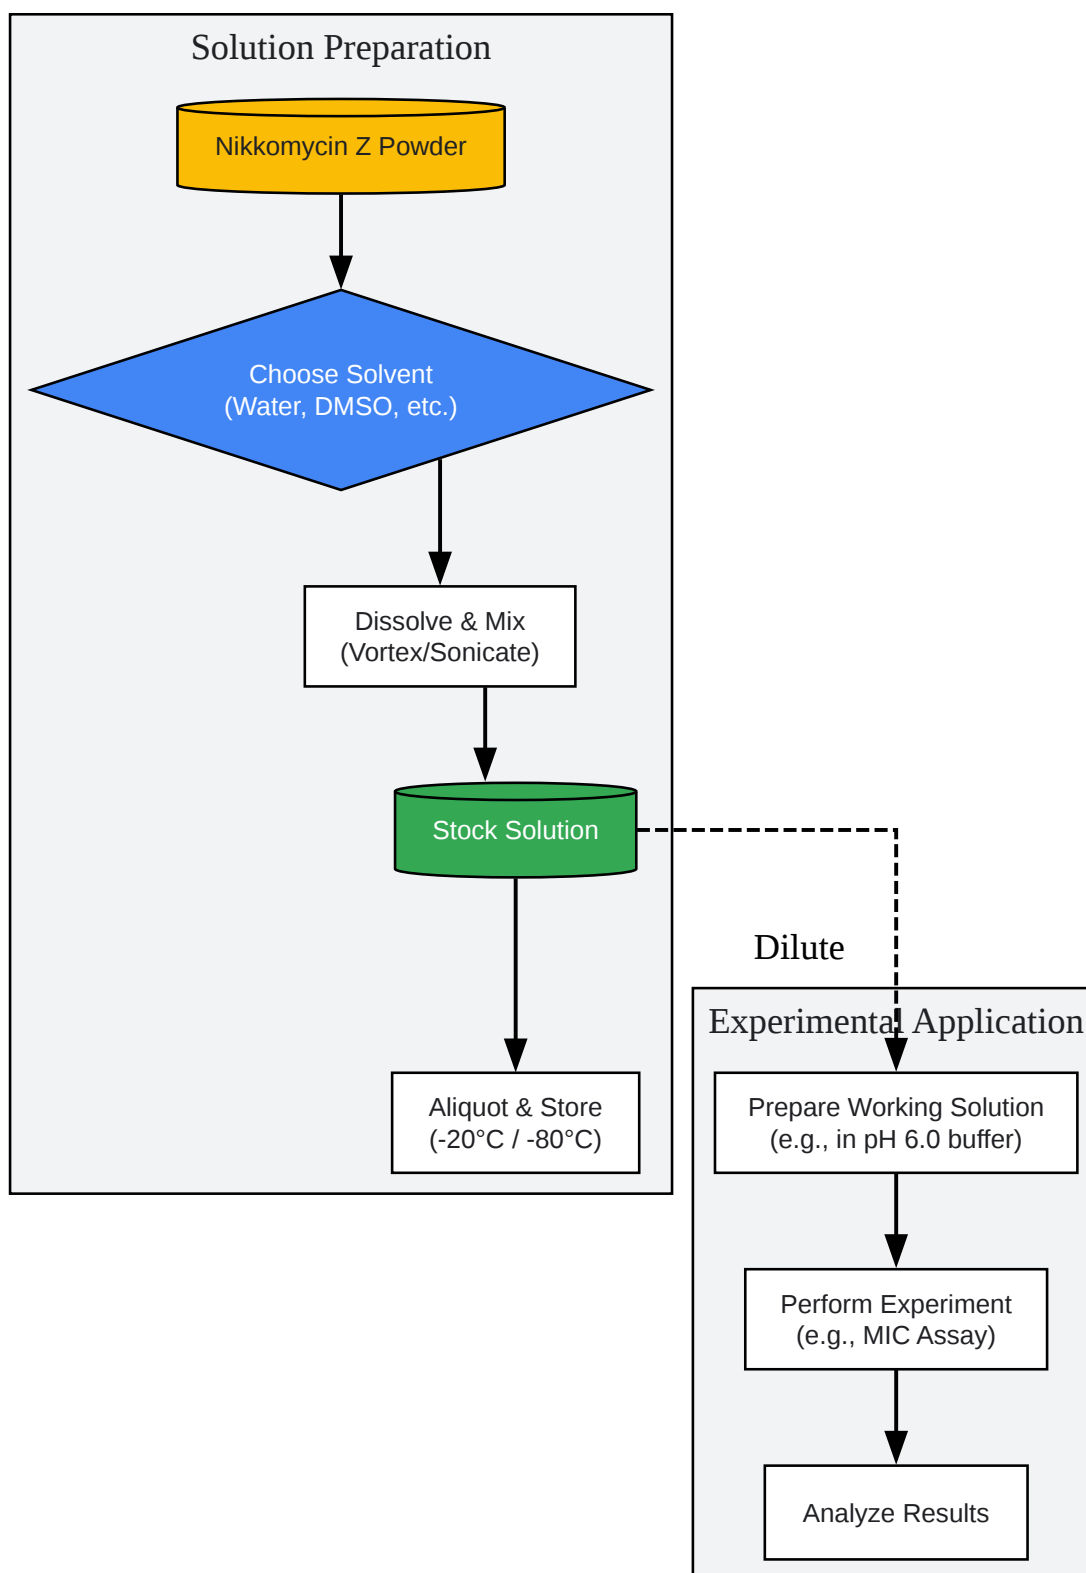 Solution Preparation
Nikkomycin Z Powder
Choose Solvent
(Water, DMSO, etc.)
Dissolve & Mix
(Vortex/Sonicate)
Stock Solution
Dilute
Aliquot & Store
(-20°C / -80°C)
Experimental Application
Prepare Working Solution
(e.g., in pH 6.0 buffer)
Perform Experiment
(e.g., MIC Assay)
Analyze Results